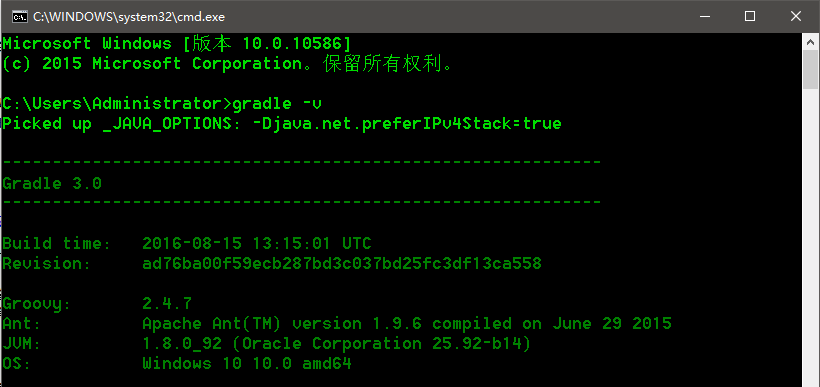 C:\WINDOWS\system32\cmd.exe
Microsoft Windows [版本 10.0.10586]
(c) 2015 Microsoft Corporation。保留所有权利。
C:\Users\Administrator>gradle -v
Picked up _JAVA_OPTIONS: -Djava.net.preferIPv4Stack=true
------------------------------------------------------------
Gradle 3.0
------------------------------------------------------------
Build time:   2016-08-15 13:15:01 UTC
Revision:     ad76ba00f59ecb287bd3c037bd25fc3df13ca558
Groovy:       2.4.7
Ant:          Apache Ant(TM) version 1.9.6 compiled on June 29 2015
JVM:          1.8.0_92 (Oracle Corporation 25.92-b14)
OS:           Windows 10 10.0 amd64